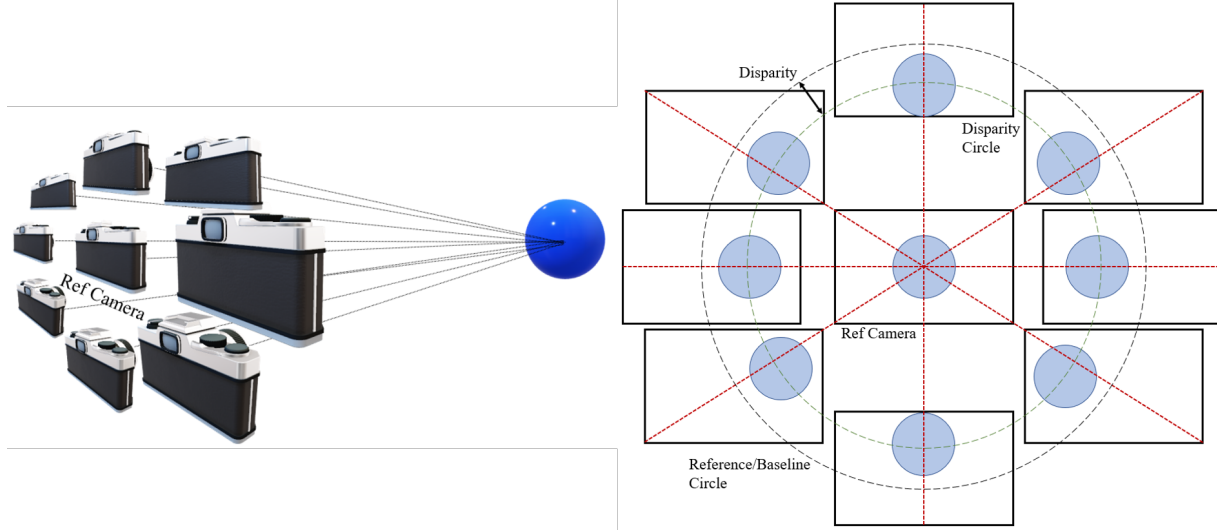 Ref Camera
Disparity
Disparity
Circle
Ref Camera
Reference/Baseline
Circle